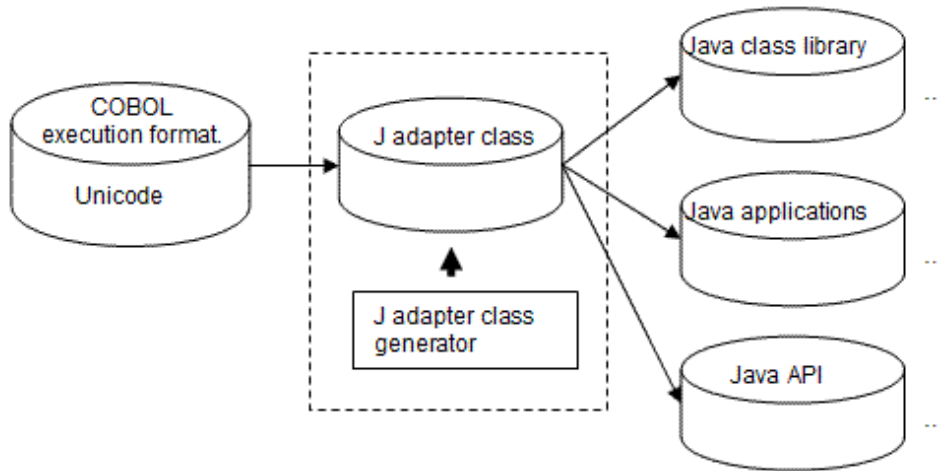 COBOL
execution format.
Unicode
J adapter class
J adapter class
generator
Java class library
...
Java applications
...
Java API
...